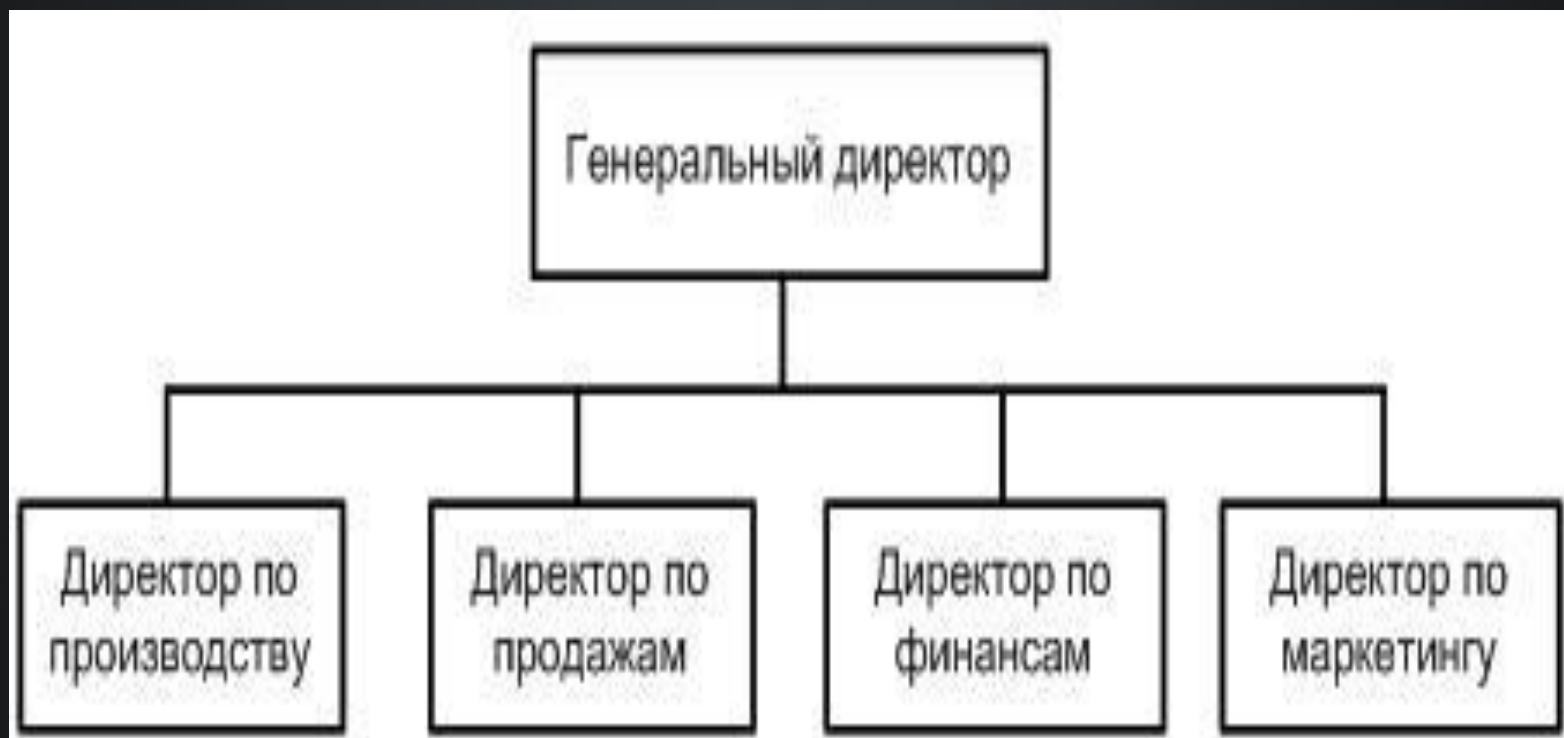 Генеральный директор
Директор по
производству
Директор по
продажам
Директор по
финансам
Директор по
маркетингу